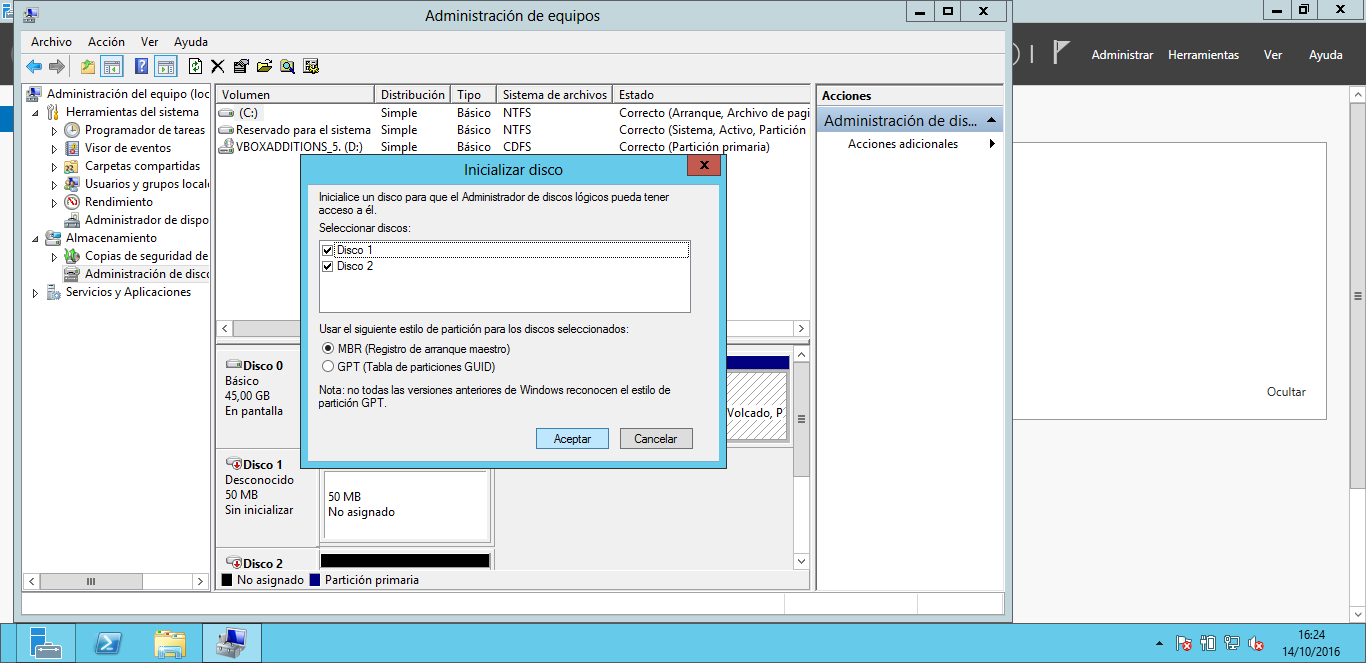 Administración de equipos
Archivo Acción Ver Ayuda
Administrar Herramientas Ver Ayuda
Administración del equipo (loc
Herramientas del sistema
Programador de tareas
Visor de eventos
Carpetas compartidas
Usuarios y grupos locale
Rendimiento
Administrador de dispo
Almacenamiento
Copias de seguridad de
Administración de disco
Servicios y Aplicaciones
Volumen Distribución Tipo Sistema de archivos Estado
(C:) Simple Básico NTFS Correcto (Arranque, Archivo de pagi
Reservado para el sistema Simple Básico NTFS Correcto (Sistema, Activo, Partición
VBOXADDITIONS_5. (D:) Simple Básico CDFS Correcto (Partición primaria)
Acciones
Administración de dis...
Acciones adicionales
Inicializar disco
Inicialice un disco para que el Administrador de discos lógicos pueda tener
acceso a él.
Seleccionar discos:
Disco 1
Disco 2
Usar el siguiente estilo de partición para los discos seleccionados:
MBR (Registro de arranque maestro)
GPT (Tabla de particiones GUID)
Nota: no todas las versiones anteriores de Windows reconocen el estilo de
partición GPT.
Aceptar Cancelar
Disco 0
Básico
45,00 GB
En pantalla
Volcado, P
Disco 1
Desconocido
50 MB
Sin inicializar
50 MB
No asignado
Disco 2
No asignado Partición primaria
Ocultar
16:24
14/10/2016